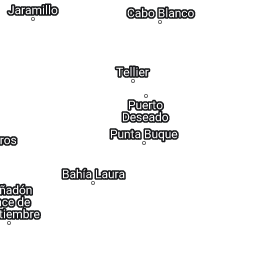 Jaramillo
Cabo Blanco
Tellier
Puerto
Deseado
Punta Buque
ros
Bahía Laura
ñadón
ce de
tiembre